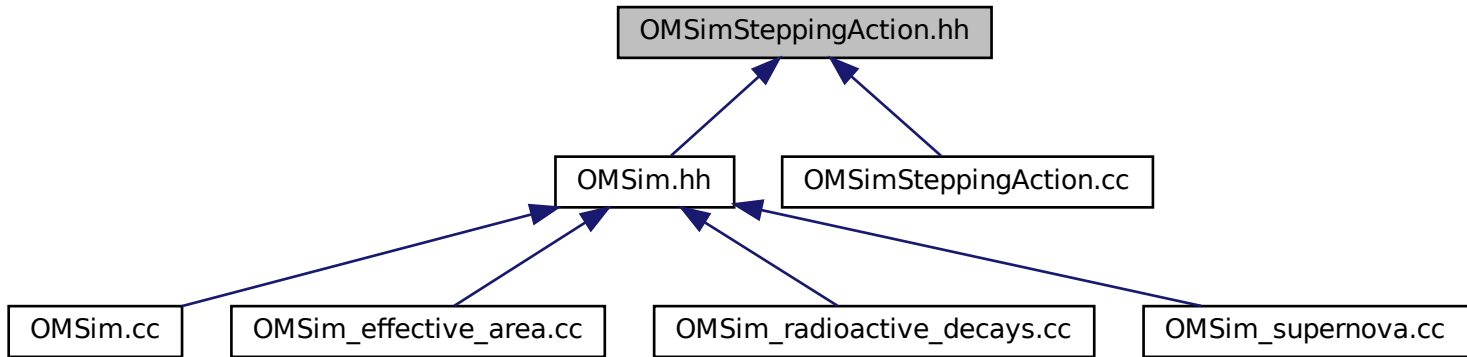 OMSimSteppingAction.hh
OMSim.hh
OMSimSteppingAction.cc
OMSim.cc
OMSim_effective_area.cc
OMSim_radioactive_decays.cc
OMSim_supernova.cc